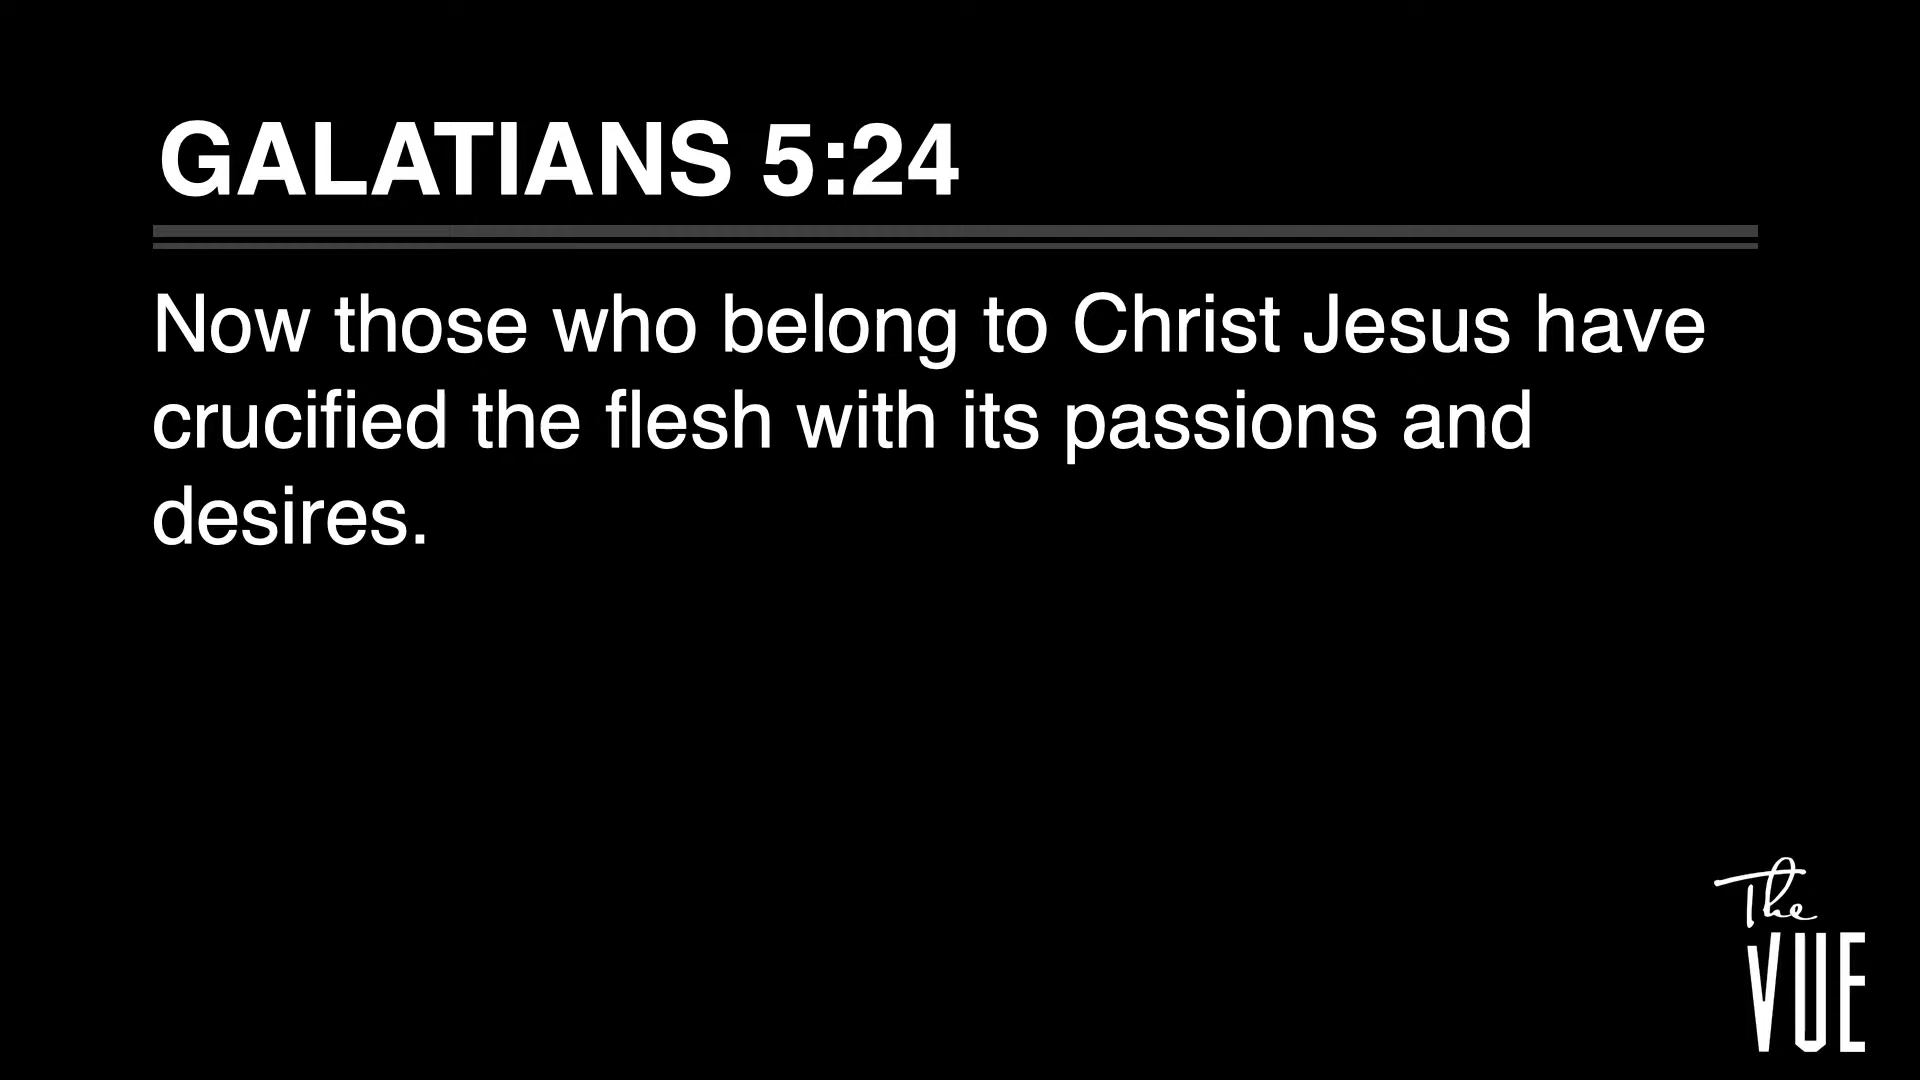 GALATIANS 5:24
Now those who belong to Christ Jesus have
crucified the flesh with its passions and
desires.
The
VUE